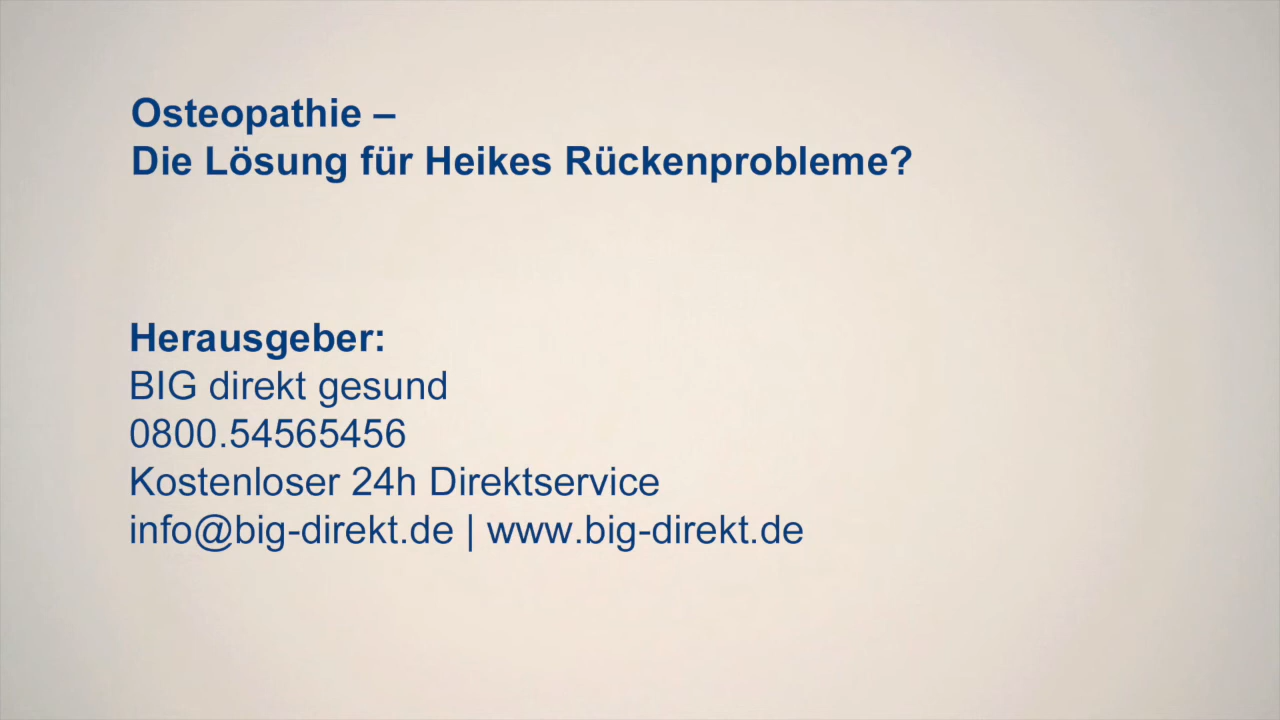 Osteopathie –
Die Lösung für Heikes Rückenprobleme?
Herausgeber:
BIG direkt gesund
0800.54565456
Kostenloser 24h Direktservice
info@big-direkt.de | www.big-direkt.de